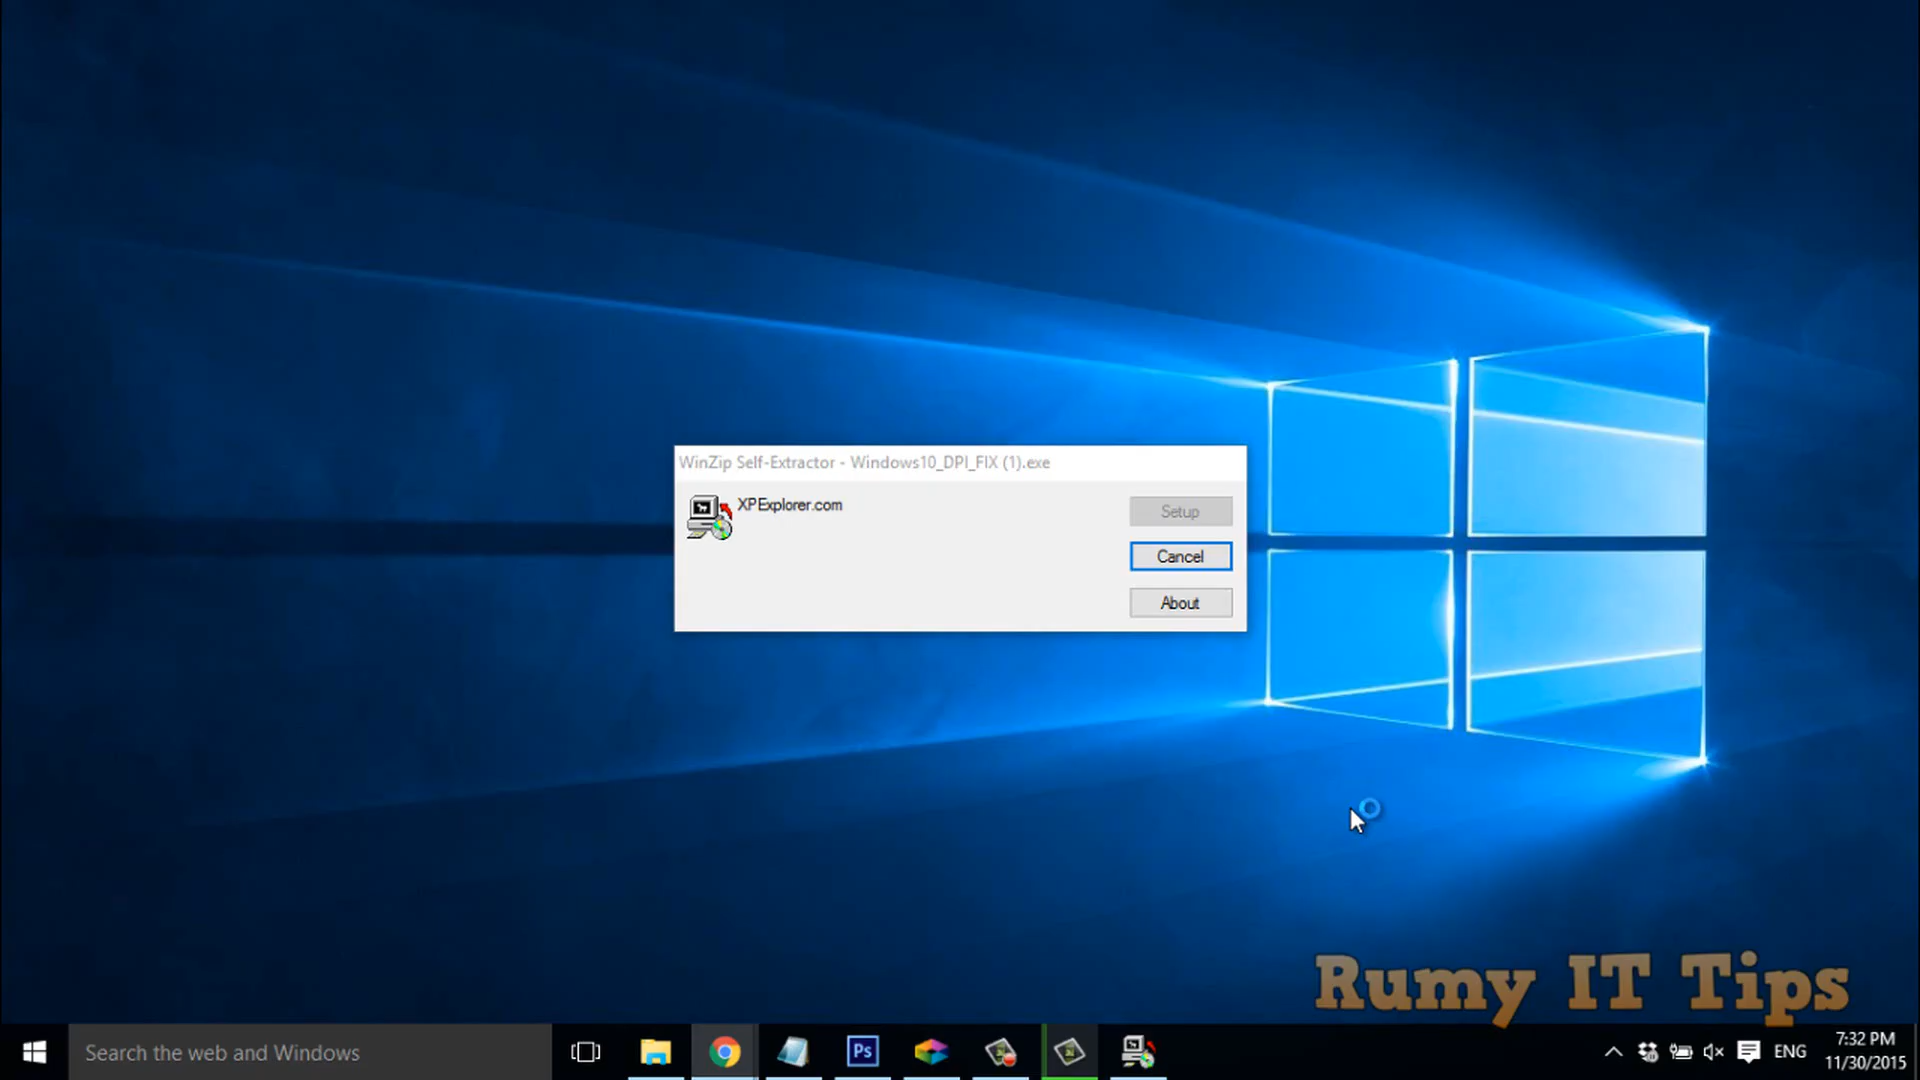 WinZip Self-Extractor - Windows10_DPI_FIX (1).exe
XPExplorer.com
Setup
Cancel
About
Rumy IT Tips
Search the web and Windows
Ps
ENG
7:32 PM
11/30/2015